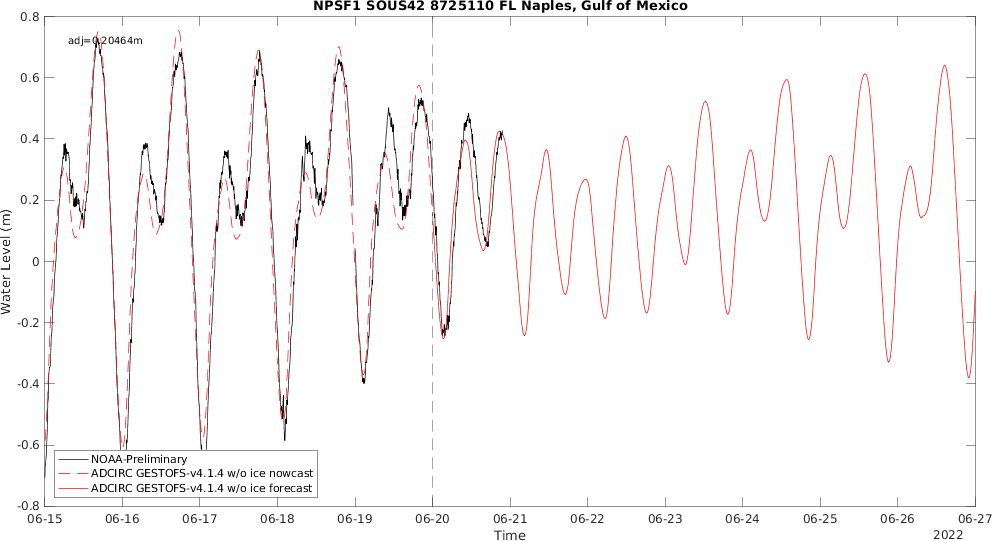 NPSF1 SOUS42 8725110 FL Naples, Gulf of Mexico
adj=0.20464m
0.8
0.6
0.4
0.2
0
-0.2
-0.4
-0.6
-0.8
Water Level (m)
NOAA-Preliminary
ADCIRC GESTOFS-v4.1.4 w/o ice nowcast
ADCIRC GESTOFS-v4.1.4 w/o ice forecast
06-15 06-16 06-17 06-18 06-19 06-20 06-21 06-22 06-23 06-24 06-25 06-26 06-27
Time
2022